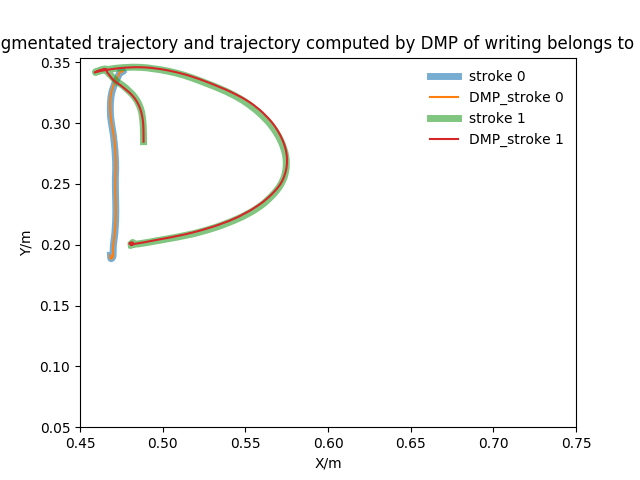 gmentated trajectory and trajectory computed by DMP of writing belongs to
stroke 0
DMP_stroke 0
stroke 1
DMP_stroke 1
0.35
0.30
0.25
0.20
0.15
0.10
0.05
Y/m
0.45 0.50 0.55 0.60 0.65 0.70 0.75
X/m